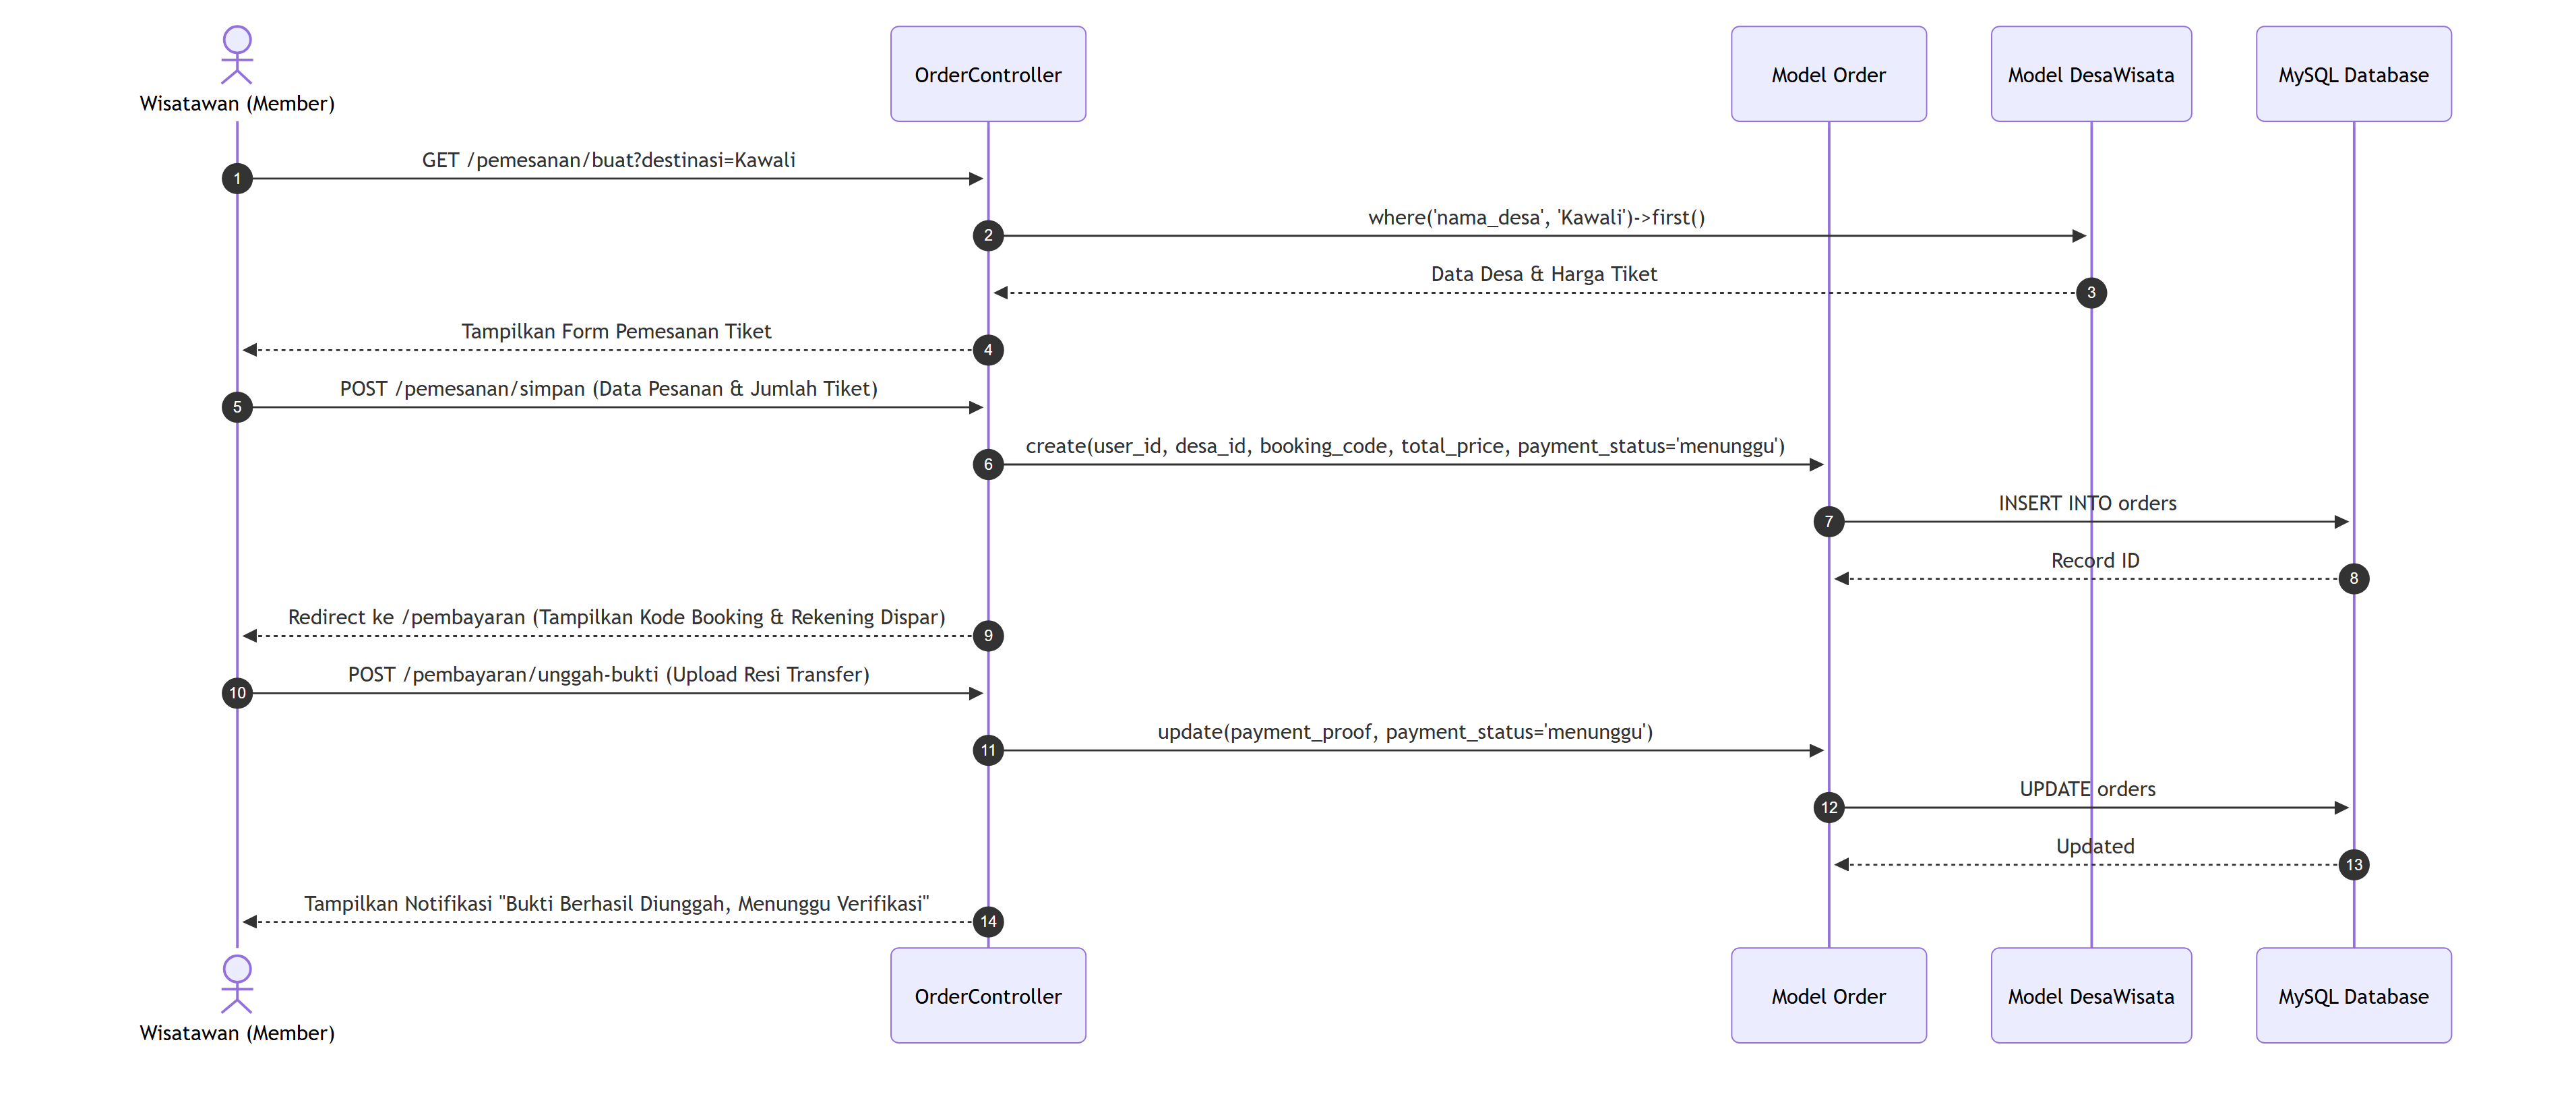 Wisatawan (Member)
OrderController
Model Order
Model DesaWisata
MySQL Database
GET /pemesanan/buat?destinasi=Kawali
1
where('nama_desa', 'Kawali')->first()
2
Data Desa & Harga Tiket
3
Tampilkan Form Pemesanan Tiket
4
POST /pemesanan/simpan (Data Pesanan & Jumlah Tiket)
5
create(user_id, desa_id, booking_code, total_price, payment_status='menunggu')
6
INSERT INTO orders
7
Record ID
8
Redirect ke /pembayaran (Tampilkan Kode Booking & Rekening Dispar)
9
POST /pembayaran/unggah-bukti (Upload Resi Transfer)
10
update(payment_proof, payment_status='menunggu')
11
UPDATE orders
12
Updated
13
Tampilkan Notifikasi "Bukti Berhasil Diunggah, Menunggu Verifikasi"
14
Wisatawan (Member)
OrderController
Model Order
Model DesaWisata
MySQL Database